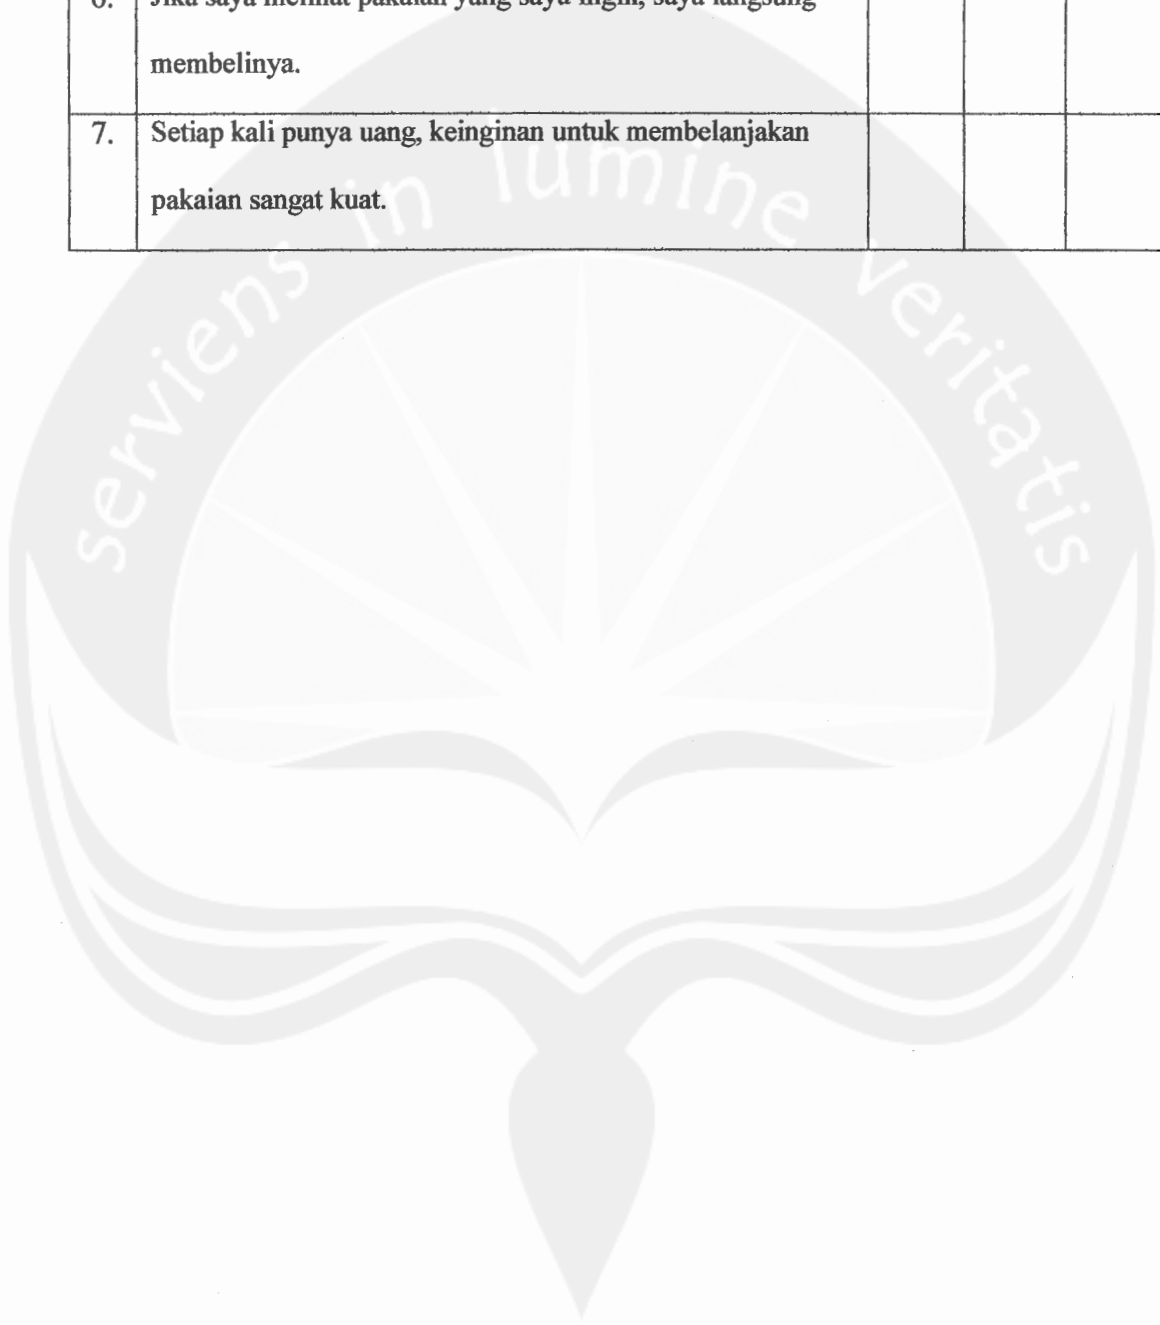 6. Jika saya melihat pakaian yang saya ingin, saya langsung
membelinya.
7. Setiap kali punya uang, keinginan untuk membelanjakan
pakaian sangat kuat.
serviens in lumine veritatis